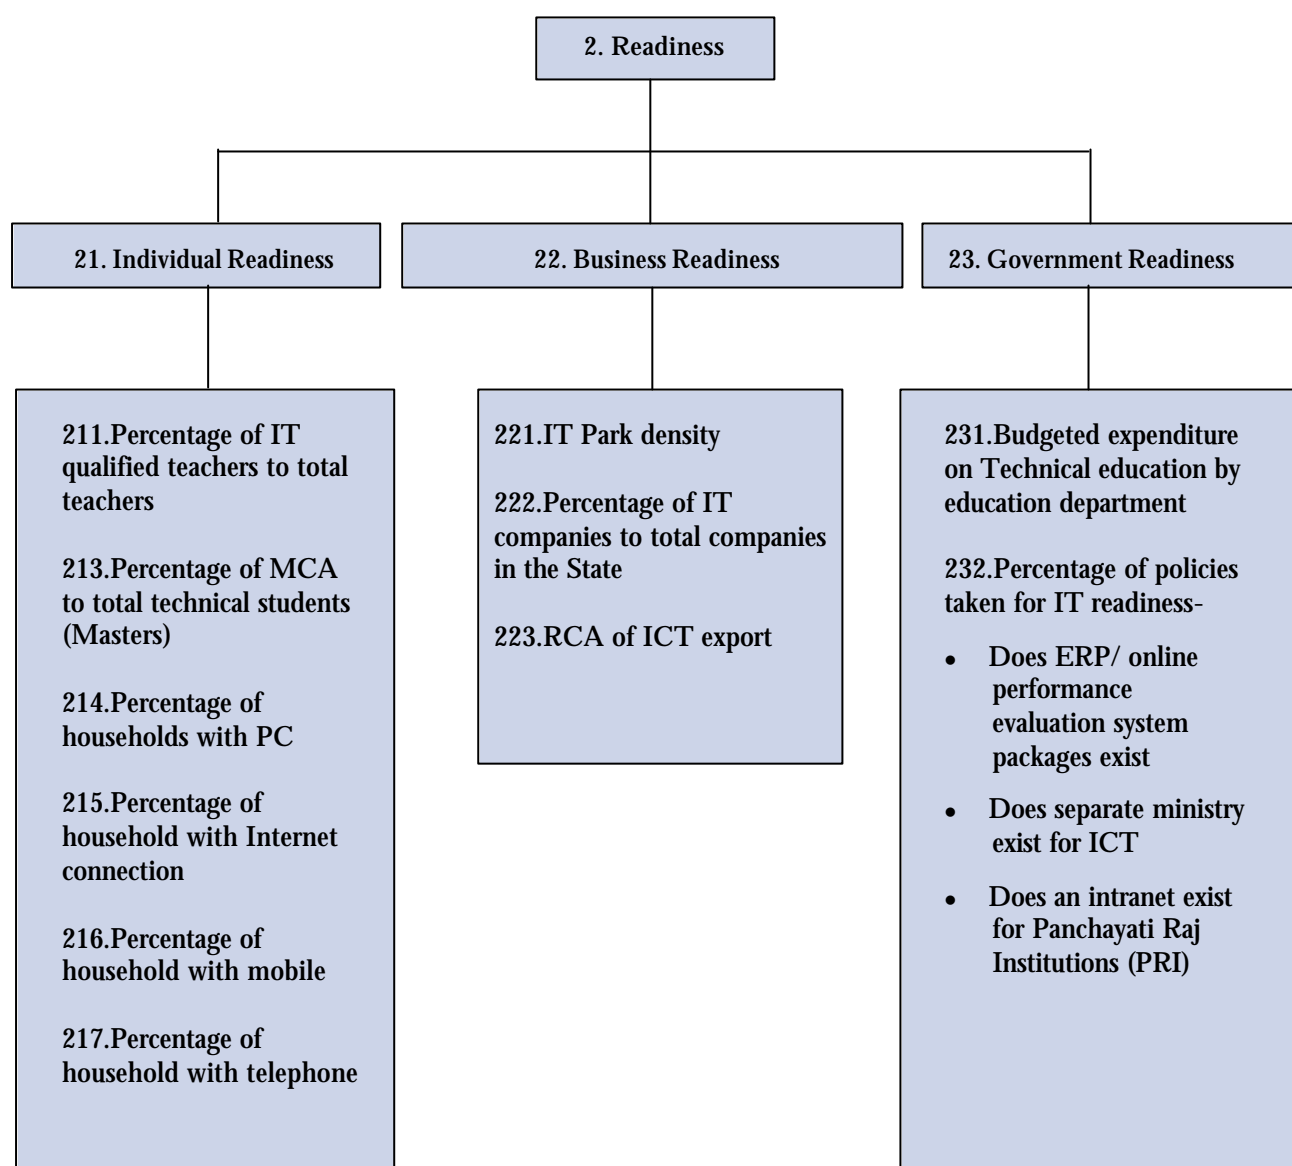 2. Readiness
21. Individual Readiness
22. Business Readiness
23. Government Readiness
211.Percentage of IT
qualified teachers to total
teachers
213.Percentage of MCA
to total technical students
(Masters)
214.Percentage of
households with PC
215.Percentage of
household with Internet
connection
216.Percentage of
household with mobile
217.Percentage of
household with telephone
221.IT Park density
222.Percentage of IT
companies to total companies
in the State
223.RCA of ICT export
231.Budgeted expenditure
on Technical education by
education department
232.Percentage of policies
taken for IT readiness-
• Does ERP/ online
performance
evaluation system
packages exist
• Does separate ministry
exist for ICT
• Does an intranet exist
for Panchayati Raj
Institutions (PRI)